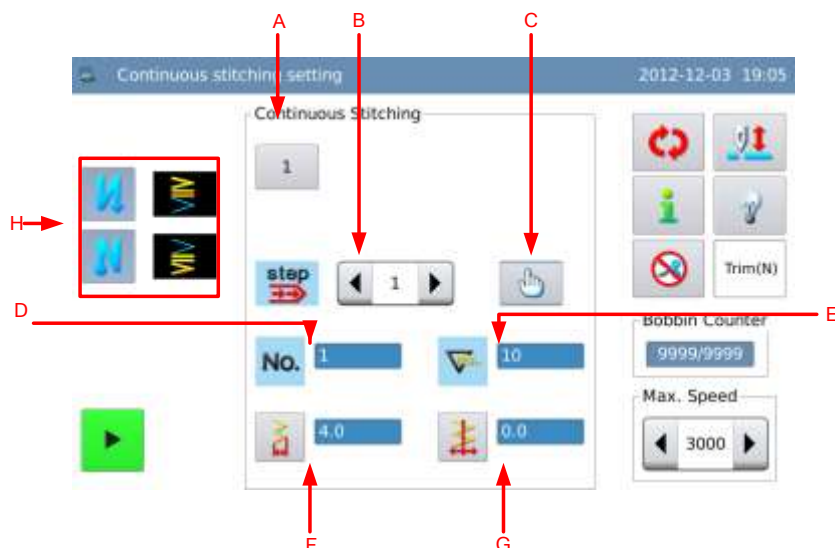 A B C
Continuous stitching setting 2012-12-03 19:05
Continuous Stitching
1
H
step 1
Trim(N)
D E
Bobbin Counter
No. 1 10 9999/9999
Max. Speed
4.0 0.0 3000
F G